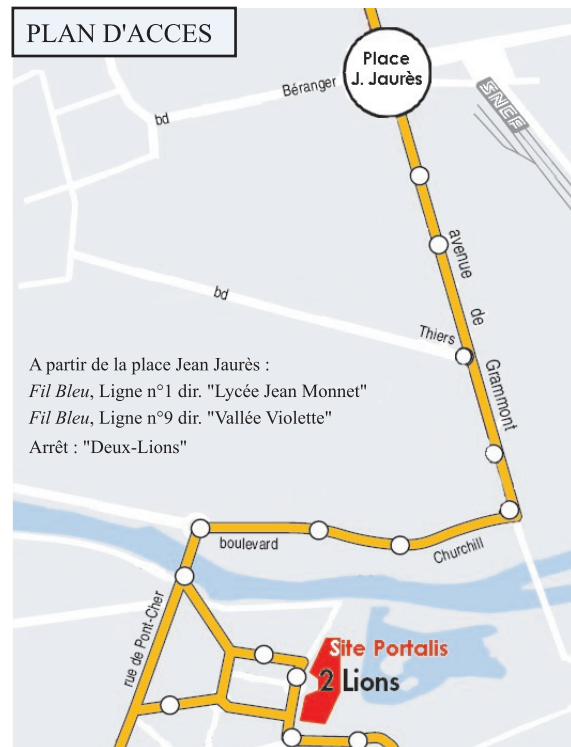 PLAN D'ACCES
Place
J. Jaurès
SNCF
Béranger
bd
avenue de Grammont
bd
Thiers
A partir de la place Jean Jaurès :
Fil Bleu, Ligne n°1 dir. "Lycée Jean Monnet"
Fil Bleu, Ligne n°9 dir. "Vallée Violette"
Arrêt : "Deux-Lions"
boulevard Churchill
rue de Pont-Cher
Site Portalis
2 Lions